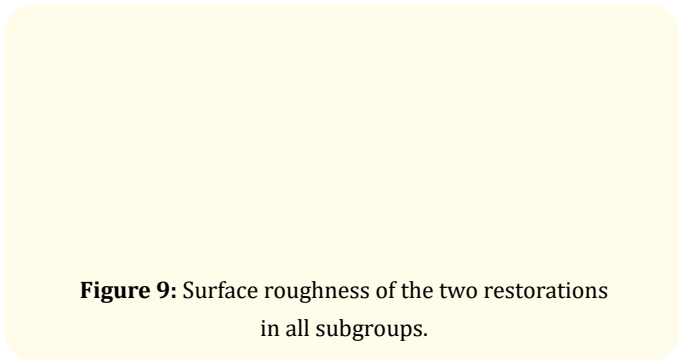 Figure 9: Surface roughness of the two restorations
in all subgroups.